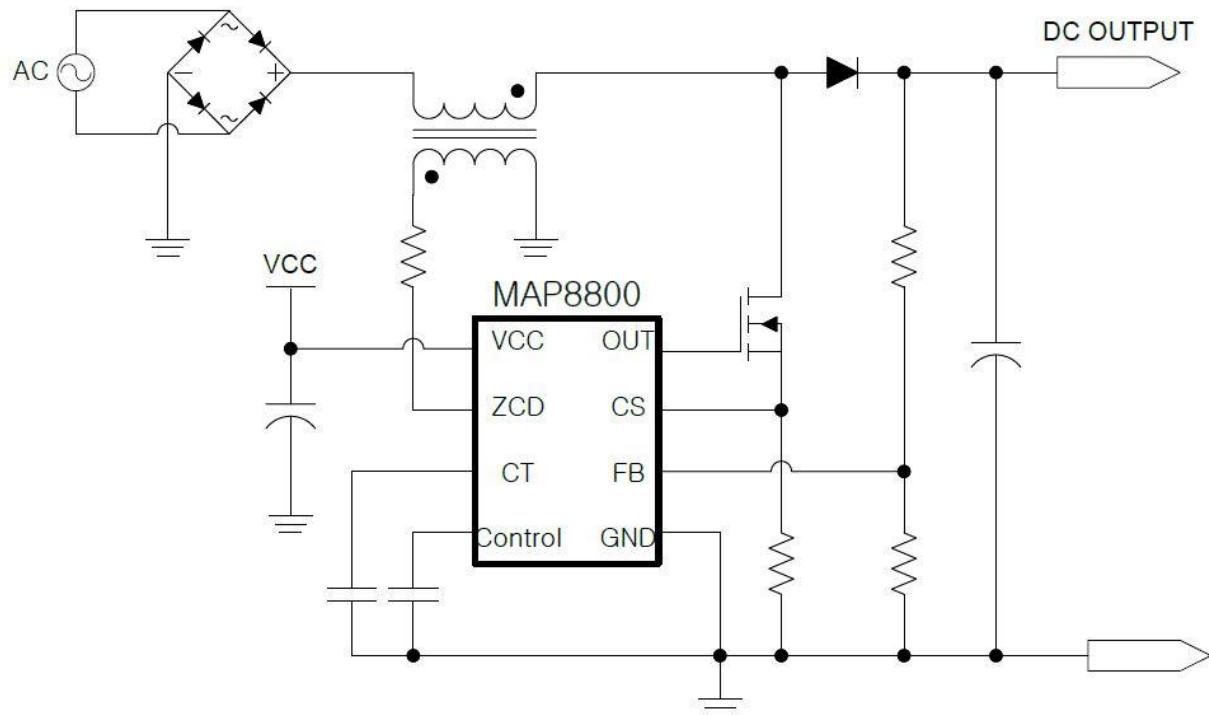 DC OUTPUT
AC
VCC
MAP8800
VCC OUT
ZCD CS
CT FB
Control GND